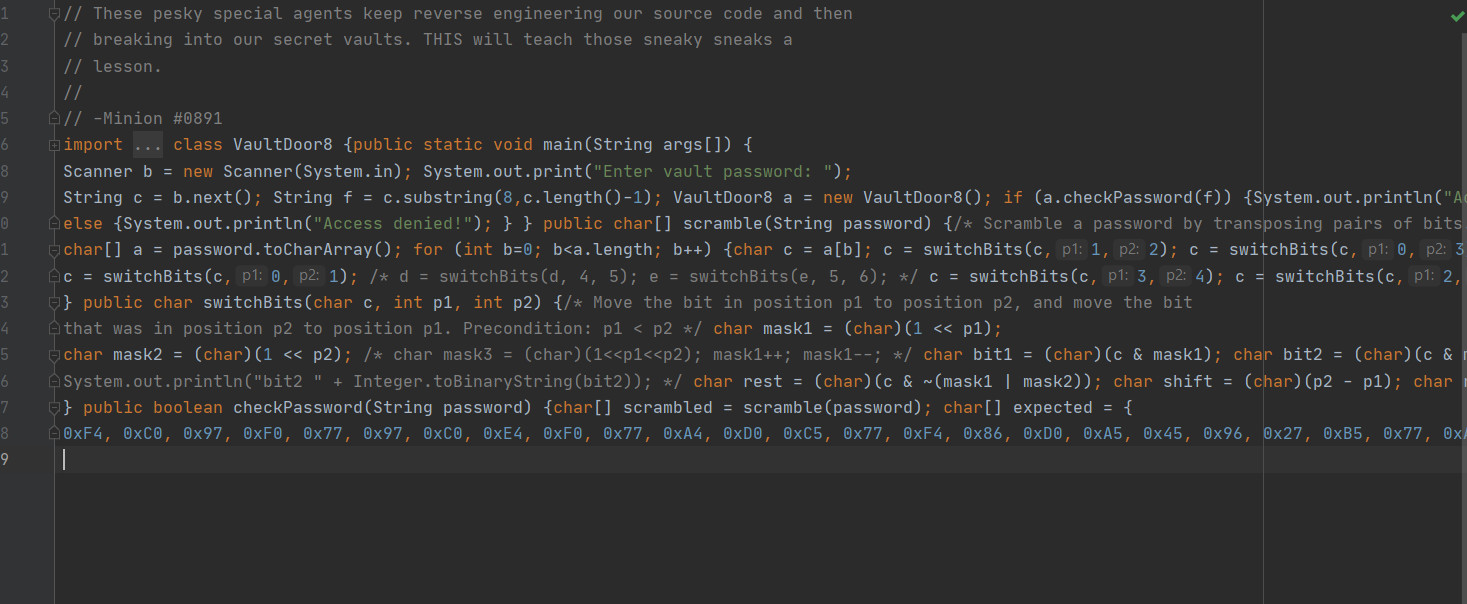 1 // These pesky special agents keep reverse engineering our source code and then
2 // breaking into our secret vaults. THIS will teach those sneaky sneaks a
3 // lesson.
4 //
5 // -Minion #0891
6 import ... class VaultDoor8 {public static void main(String args[]) {
8 Scanner b = new Scanner(System.in); System.out.print("Enter vault password: ");
9 String c = b.next(); String f = c.substring(8,c.length()-1); VaultDoor8 a = new VaultDoor8(); if (a.checkPassword(f)) {System.out.println("A
0 else {System.out.println("Access denied!"); } } public char[] scramble(String password) {/* Scramble a password by transposing pairs of bits
1 char[] a = password.toCharArray(); for (int b=0; b<a.length; b++) {char c = a[b]; c = switchBits(c, p1: 1, p2: 2); c = switchBits(c, p1: 0, p2: 3
2 c = switchBits(c, p1: 0, p2: 1); /* d = switchBits(d, 4, 5); e = switchBits(e, 5, 6); */ c = switchBits(c, p1: 3, p2: 4); c = switchBits(c, p1: 2,
3 } public char switchBits(char c, int p1, int p2) {/* Move the bit in position p1 to position p2, and move the bit
4 that was in position p2 to position p1. Precondition: p1 < p2 */ char mask1 = (char)(1 << p1);
5 char mask2 = (char)(1 << p2); /* char mask3 = (char)(1<<p1<<p2); mask1++; mask1--; */ char bit1 = (char)(c & mask1); char bit2 = (char)(c &
6 System.out.println("bit2 " + Integer.toBinaryString(bit2)); */ char rest = (char)(c & ~(mask1 | mask2)); char shift = (char)(p2 - p1); char
7 } public boolean checkPassword(String password) {char[] scrambled = scramble(password); char[] expected = {
8 0xF4, 0xC0, 0x97, 0xF0, 0x77, 0x97, 0xC0, 0xE4, 0xF0, 0x77, 0xA4, 0xD0, 0xC5, 0x77, 0xF4, 0x86, 0xD0, 0xA5, 0x45, 0x96, 0x27, 0xB5, 0x77,
9